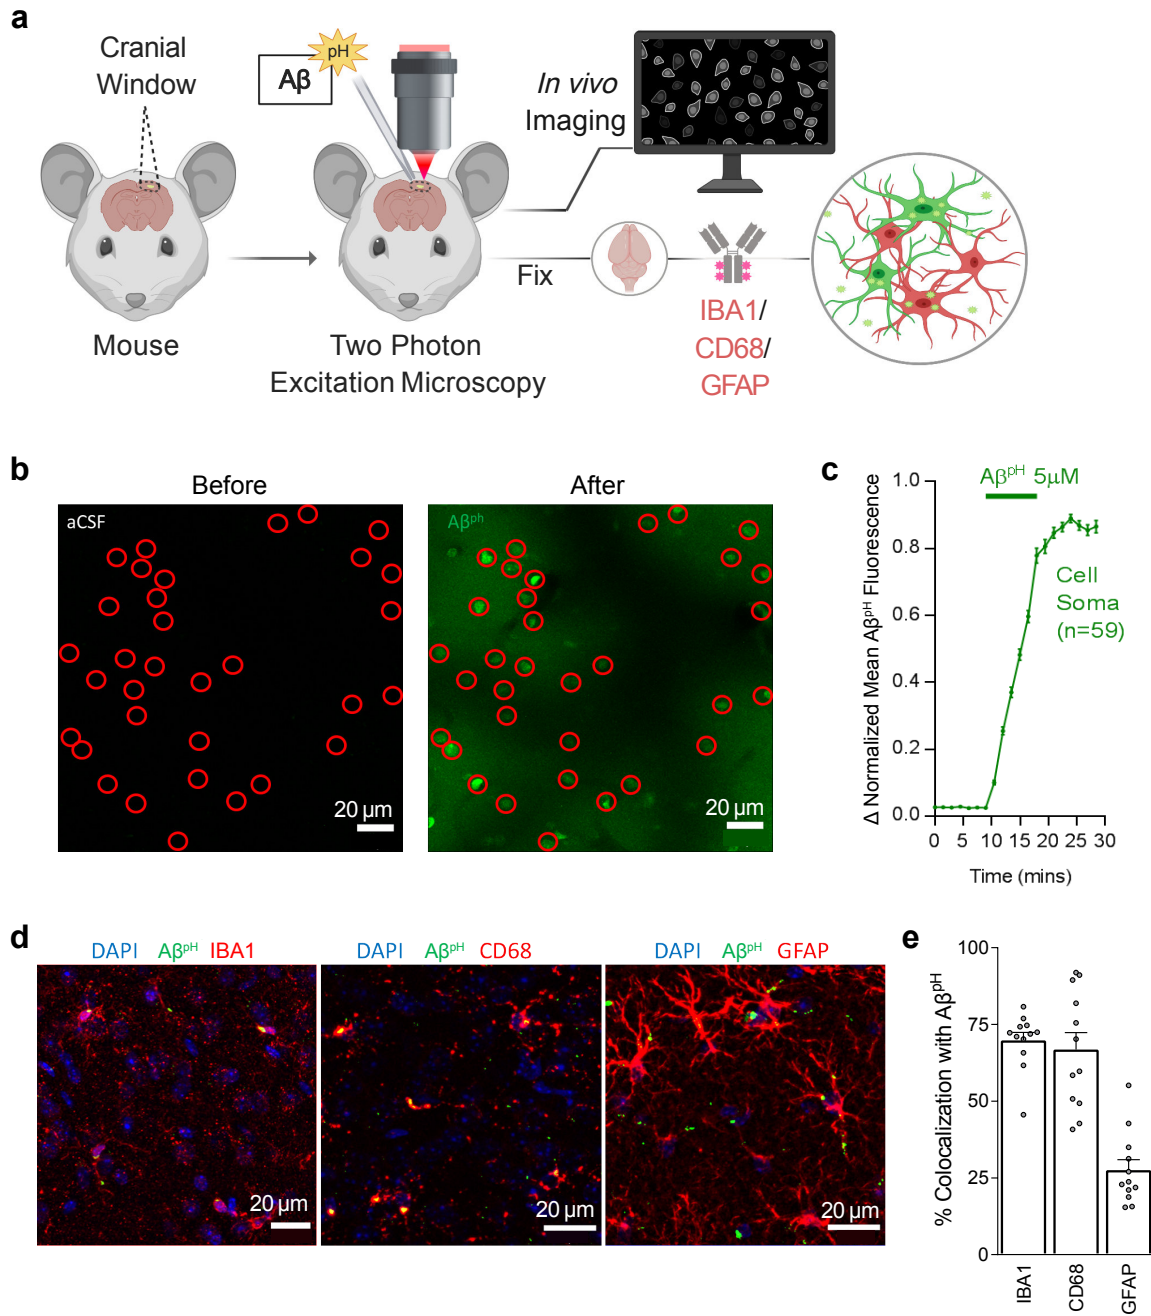 a
Cranial
Window
pH
Aβ
In vivo
Imaging
Mouse
Two Photon
Excitation Microscopy
Fix
IBA1/
CD68/
GFAP
b
Before
After
aCSF
Aβph
20 µm
20 µm
c
Δ Normalized Mean AβpH Fluorescence
1.0
0.8
0.6
0.4
0.2
0.0
AβpH 5µM
Cell
Soma
(n=59)
0 5 10 15 20 25 30
Time (mins)
d
DAPI AβpH IBA1
DAPI AβpH CD68
DAPI AβpH GFAP
20 µm
20 µm
20 µm
e
% Colocalization with AβpH
100
75
50
25
0
IBA1
CD68
GFAP